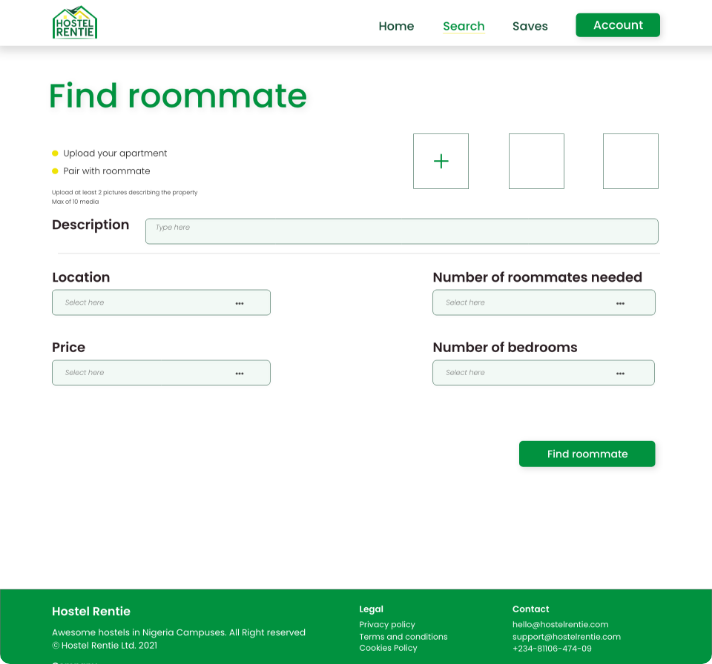 HOSTEL
RENTIE
Home
Search
Saves
Account
Find roommate
Upload your apartment
Pair with roommate
Upload at least 2 pictures describing the property
Max of 10 media
Description
Type here
Location
Number of roommates needed
Select here
Select here
Price
Number of bedrooms
Select here
Select here
Find roommate
Hostel Rentie
Legal
Contact
Privacy policy
hello@hostelrentie.com
Awesome hostels in Nigeria Campuses. All Right reserved
Terms and conditions
support@hostelrentie.com
© Hostel Rentie Ltd. 2021
Cookies Policy
+234-81106-474-09